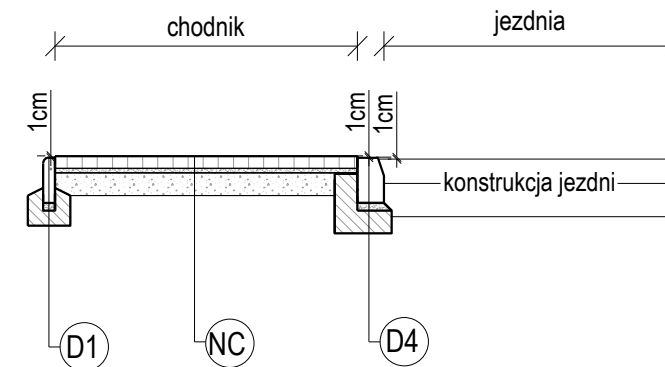 chodnik
jezdnia
1cm
1cm
1cm
konstrukcja jezdni
D1
NC
D4